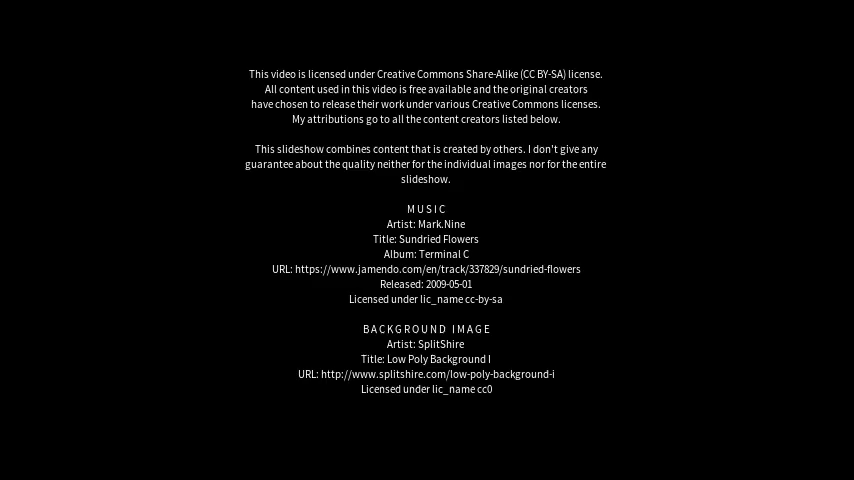 This video is licensed under Creative Commons Share-Alike (CC BY-SA) license.
All content used in this video is free available and the original creators
have chosen to release their work under various Creative Commons licenses.
My attributions go to all the content creators listed below.
This slideshow combines content that is created by others. I don't give any
guarantee about the quality neither for the individual images nor for the entire
slideshow.
MUSIC
Artist: Mark.Nine
Title: Sundried Flowers
Album: Terminal C
URL: https://www.jamendo.com/en/track/337829/sundried-flowers
Released: 2009-05-01
Licensed under lic_name cc-by-sa
BACKGROUND IMAGE
Artist: SplitShire
Title: Low Poly Background I
URL: http://www.splitshire.com/low-poly-background-i
Licensed under lic_name cc0